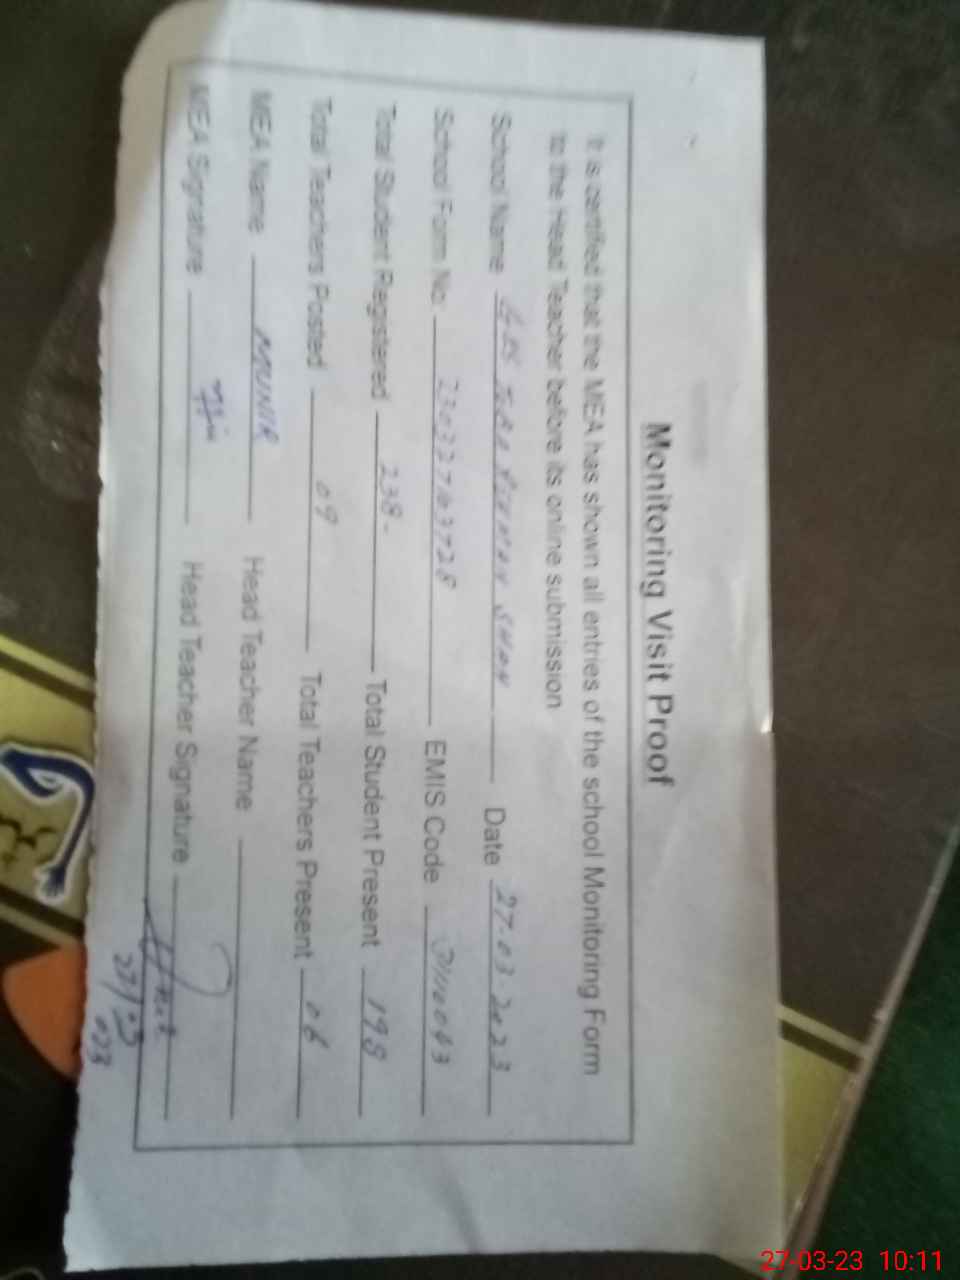 Monitoring Visit Proof
It is certified that the MEA has shown all entries of the school Monitoring Form
to the Head Teacher before its online submission
School Name Date 27-03-2023
School Form No. EMIS Code
Total Student Registered 238- Total Student Present 198
Total Teachers Posted 09 Total Teachers Present 06
MEA Name MUNIR Head Teacher Name
MEA Signature Head Teacher Signature
27-03-23 10:11